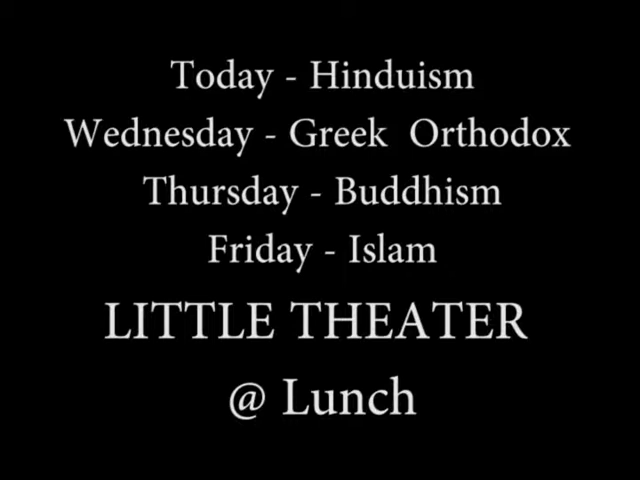 Today - Hinduism
Wednesday - Greek Orthodox
Thursday - Buddhism
Friday - Islam
LITTLE THEATER
@ Lunch